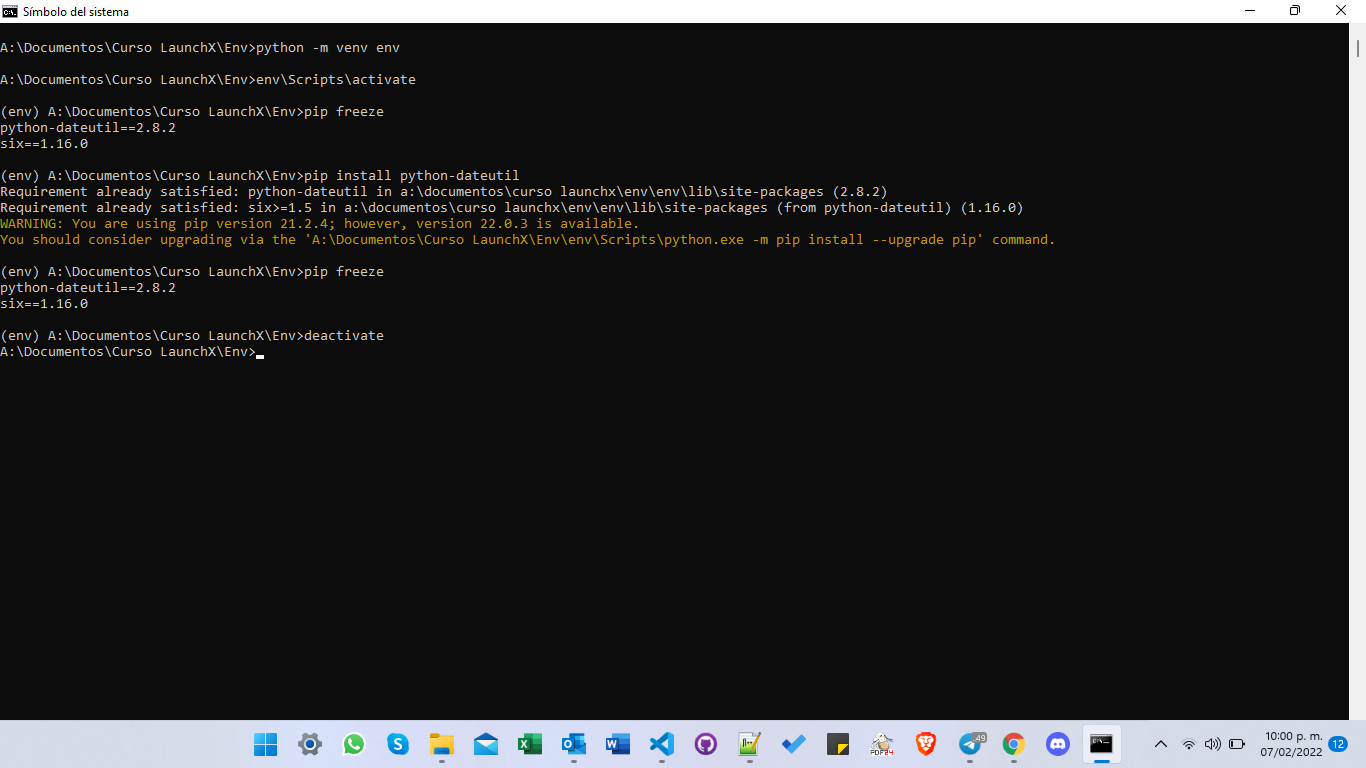 Símbolo del sistema
A:\Documentos\Curso LaunchX\Env>python -m venv env
A:\Documentos\Curso LaunchX\Env>env\Scripts\activate
(env) A:\Documentos\Curso LaunchX\Env>pip freeze
python-dateutil==2.8.2
six==1.16.0
(env) A:\Documentos\Curso LaunchX\Env>pip install python-dateutil
Requirement already satisfied: python-dateutil in a:\documentos\curso launchx\env\env\lib\site-packages (2.8.2)
Requirement already satisfied: six>=1.5 in a:\documentos\curso launchx\env\env\lib\site-packages (from python-dateutil) (1.16.0)
WARNING: You are using pip version 21.2.4; however, version 22.0.3 is available.
You should consider upgrading via the 'A:\Documentos\Curso LaunchX\Env\env\Scripts\python.exe -m pip install --upgrade pip' command.
(env) A:\Documentos\Curso LaunchX\Env>pip freeze
python-dateutil==2.8.2
six==1.16.0
(env) A:\Documentos\Curso LaunchX\Env>deactivate
A:\Documentos\Curso LaunchX\Env>
PDF24
49
10:00 p. m.
07/02/2022
12